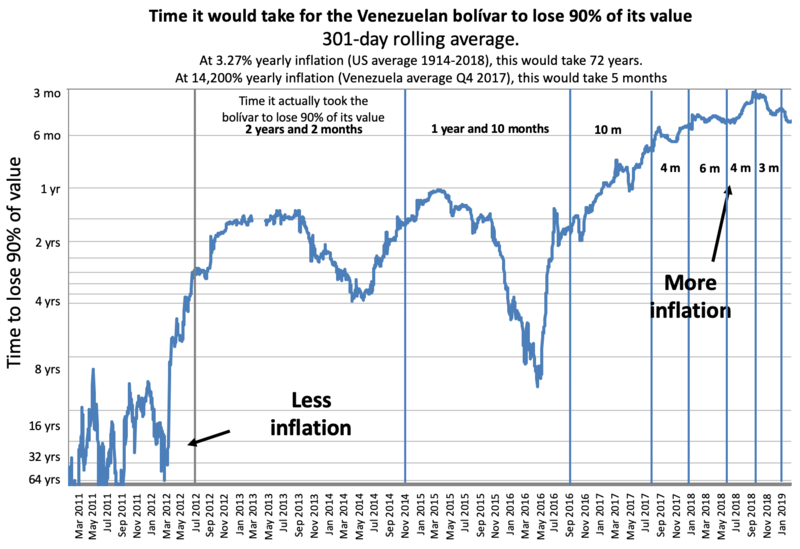 Time it would take for the Venezuelan bolívar to lose 90% of its value
301-day rolling average.
At 3.27% yearly inflation (US average 1914-2018), this would take 72 years.
At 14,200% yearly inflation (Venezuela average Q4 2017), this would take 5 months
Time to lose 90% of value
3 mo
6 mo
1 yr
2 yrs
4 yrs
8 yrs
16 yrs
32 yrs
64 yrs
Time it actually took the
bolívar to lose 90% of its value
2 years and 2 months
1 year and 10 months
10 m
4 m
6 m
4 m
3 m
More
inflation
Less
inflation
Mar 2011
May 2011
Jul 2011
Sep 2011
Nov 2011
Jan 2012
Mar 2012
May 2012
Jul 2012
Sep 2012
Nov 2012
Jan 2013
Mar 2013
May 2013
Jul 2013
Sep 2013
Nov 2013
Jan 2014
Mar 2014
May 2014
Jul 2014
Sep 2014
Nov 2014
Jan 2015
Mar 2015
May 2015
Jul 2015
Sep 2015
Nov 2015
Jan 2016
Mar 2016
May 2016
Jul 2016
Sep 2016
Nov 2016
Jan 2017
Mar 2017
May 2017
Jul 2017
Sep 2017
Nov 2017
Jan 2018
Mar 2018
May 2018
Jul 2018
Sep 2018
Nov 2018
Jan 2019